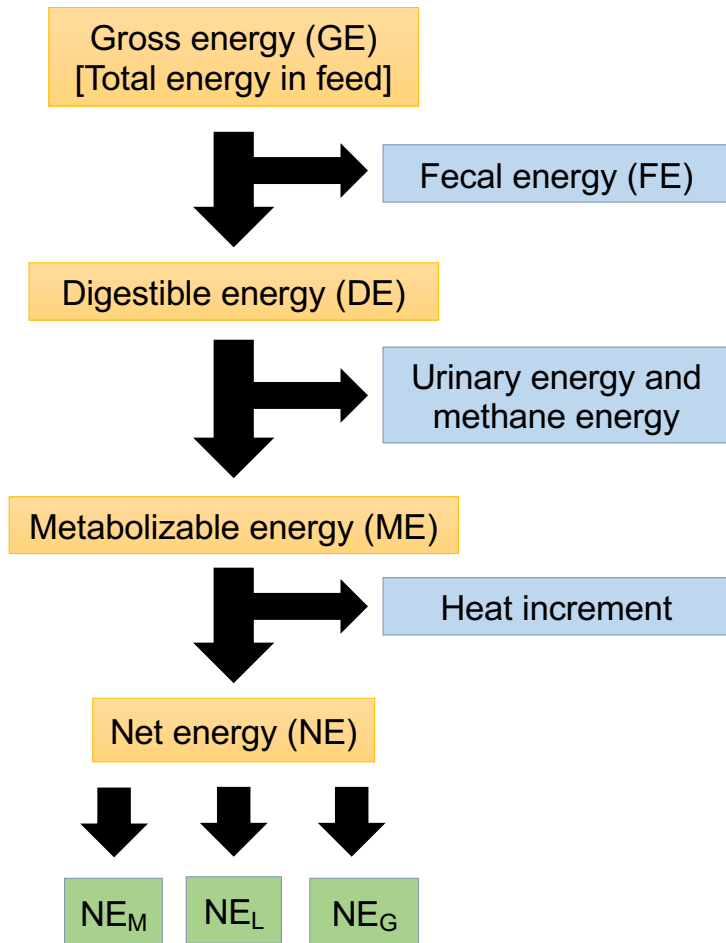 Gross energy (GE)
[Total energy in feed]
Fecal energy (FE)
Digestible energy (DE)
Urinary energy and
methane energy
Metabolizable energy (ME)
Heat increment
Net energy (NE)
NEM
NEL
NEG